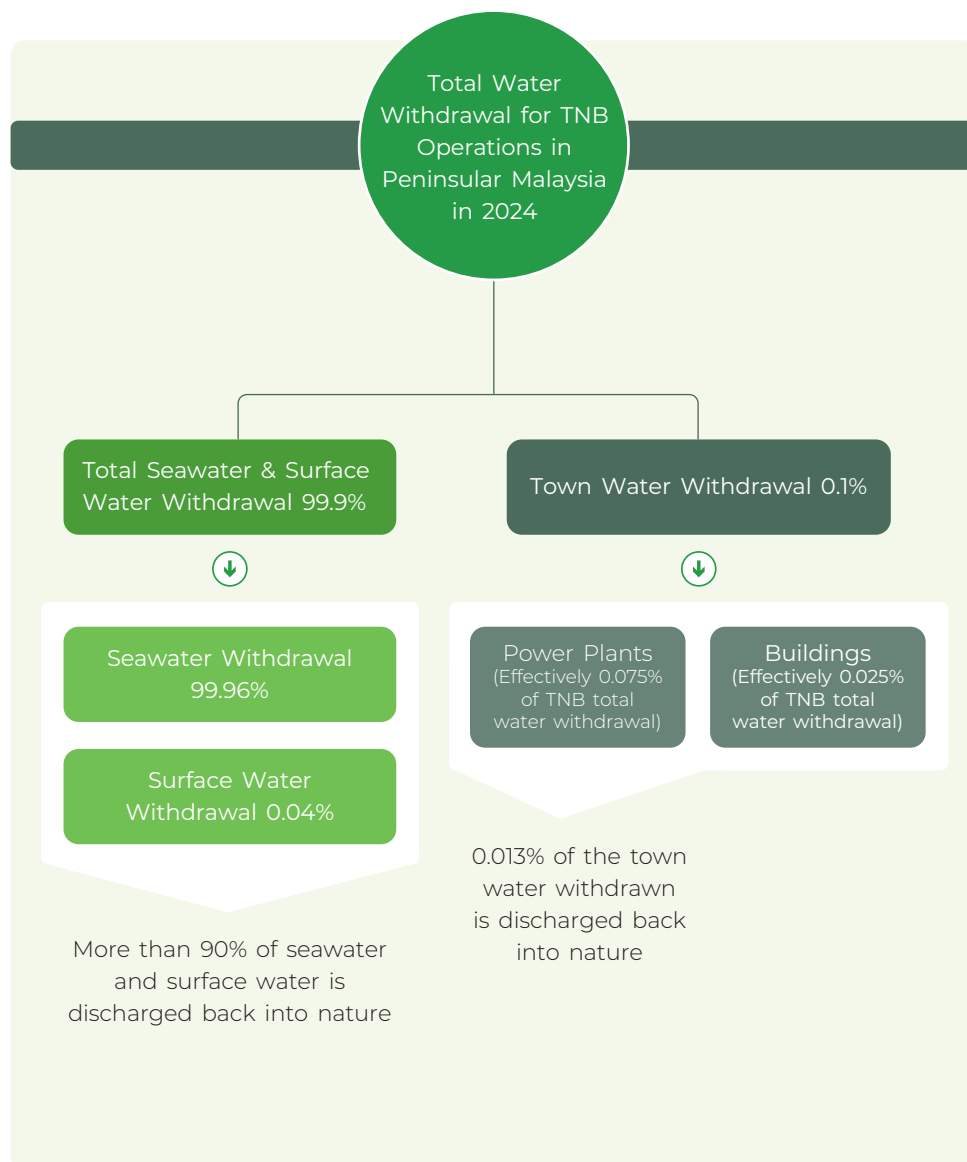 Total Water
Withdrawal for TNB
Operations in
Peninsular Malaysia
in 2024
Total Seawater & Surface
Water Withdrawal 99.9%
Seawater Withdrawal
99.96%
Surface Water
Withdrawal 0.04%
More than 90% of seawater
and surface water is
discharged back into nature
Town Water Withdrawal 0.1%
Power Plants
(Effectively 0.075%
of TNB total
water withdrawal)
Buildings
(Effectively 0.025%
of TNB total
water withdrawal)
0.013% of the town
water withdrawn
is discharged back
into nature